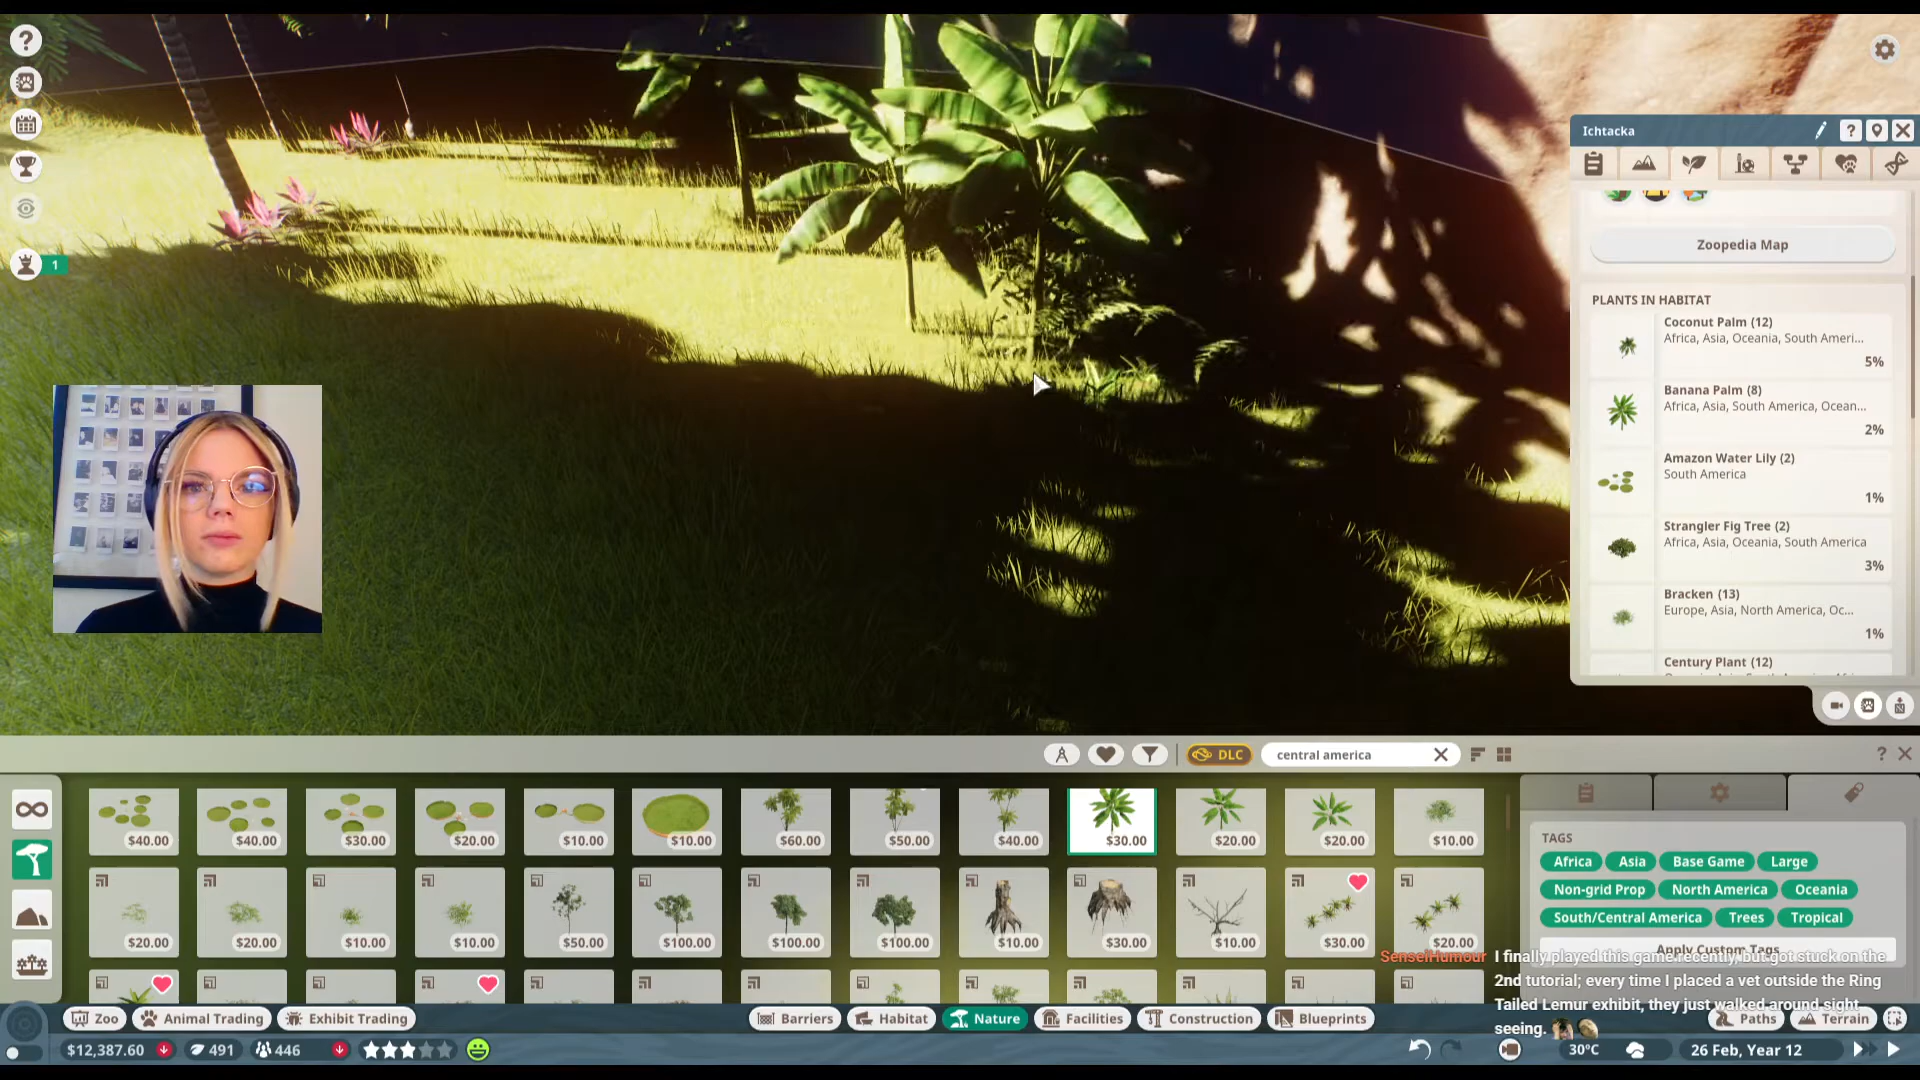 ?
1
Ichtacka
?
Zoopedia Map
PLANTS IN HABITAT
Coconut Palm (12)
Africa, Asia, Oceania, South Ameri...
5%
Banana Palm (8)
Africa, Asia, South America, Ocean...
2%
Amazon Water Lily (2)
South America
1%
Strangler Fig Tree (2)
Africa, Asia, Oceania, South America
3%
Bracken (13)
Europe, Asia, North America, Oc...
1%
Century Plant (12)
DLC
central america
?
$40.00 $40.00 $30.00 $20.00 $10.00 $10.00 $60.00 $50.00 $40.00 $30.00 $20.00 $20.00 $10.00
$20.00 $20.00 $10.00 $10.00 $50.00 $100.00 $100.00 $100.00 $10.00 $30.00 $10.00 $30.00 $20.00
TAGS
Africa Asia Base Game Large
Non-grid Prop North America Oceania
South/Central America Trees Tropical
Apply Custom Tags
SenseiHumour I finally played this game recently, but got stuck on the
2nd tutorial; every time I placed a vet outside the Ring
Tailed Lemur exhibit, they just walked around sight
seeing.
Zoo Animal Trading Exhibit Trading Barriers Habitat Nature Facilities Construction Blueprints Paths Terrain
$12,387.60 491 446 30°C 26 Feb, Year 12